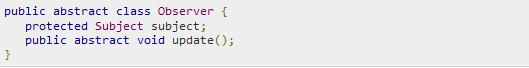 public abstract class Observer {
   protected Subject subject;
   public abstract void update();
}